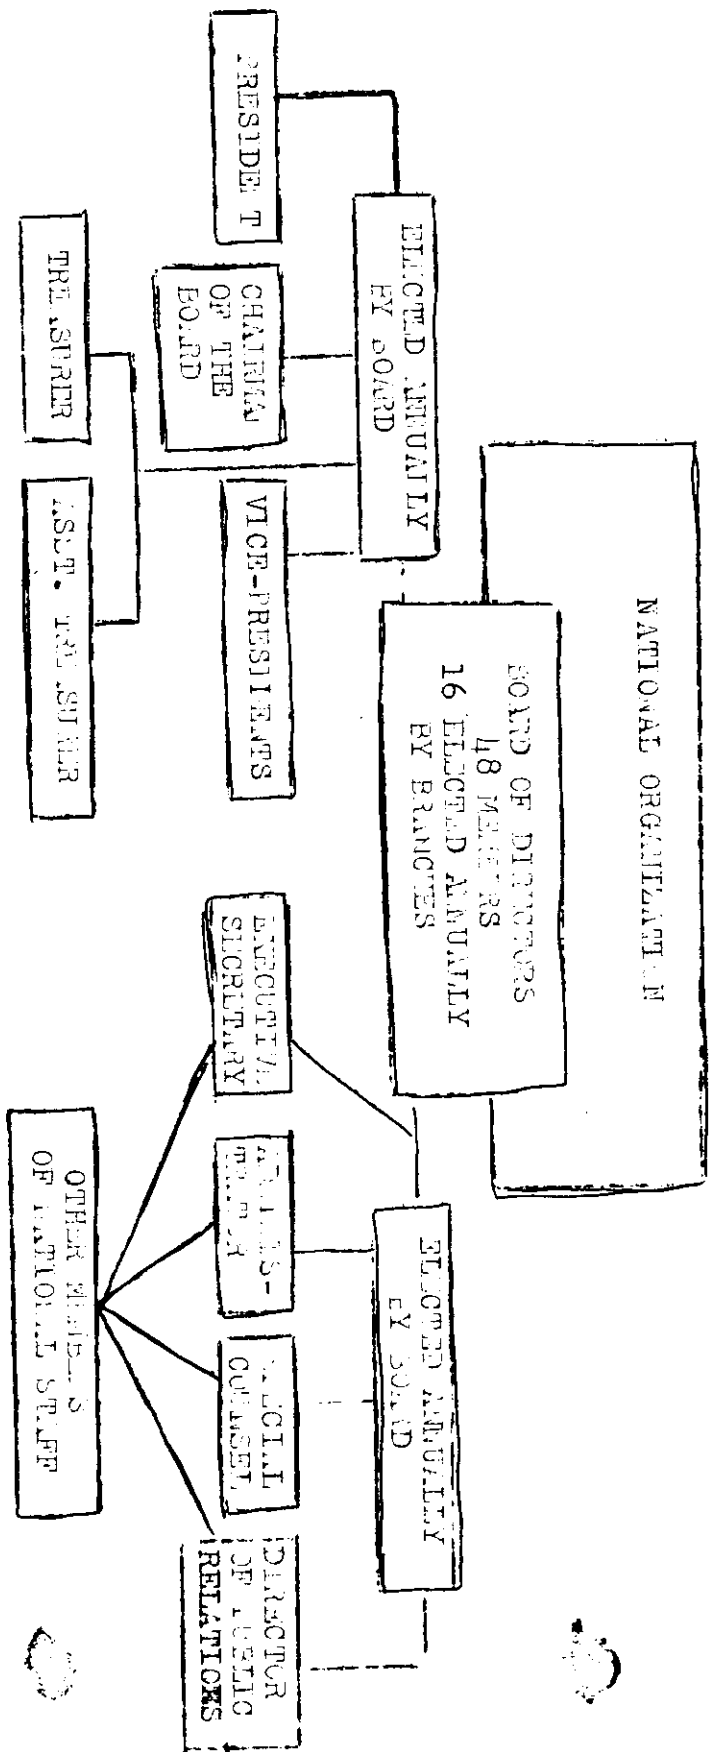 NATIONAL ORGANIZATION
BOARD OF DIRECTORS
48 MEMBERS
16 ELECTED ANNUALLY
BY BRANCHES
ELECTED ANNUALLY
BY BOARD
PRESIDENT
CHAIRMAN
OF THE
BOARD
VICE-PRESIDENTS
TREASURER
ASST. TREASURER
ELECTED ANNUALLY
BY BOARD
EXECUTIVE
SECRETARY
SPECIAL
COUNSEL
DIRECTOR
OF PUBLIC
RELATIONS
OTHER MEMBERS
OF NATIONAL STAFF